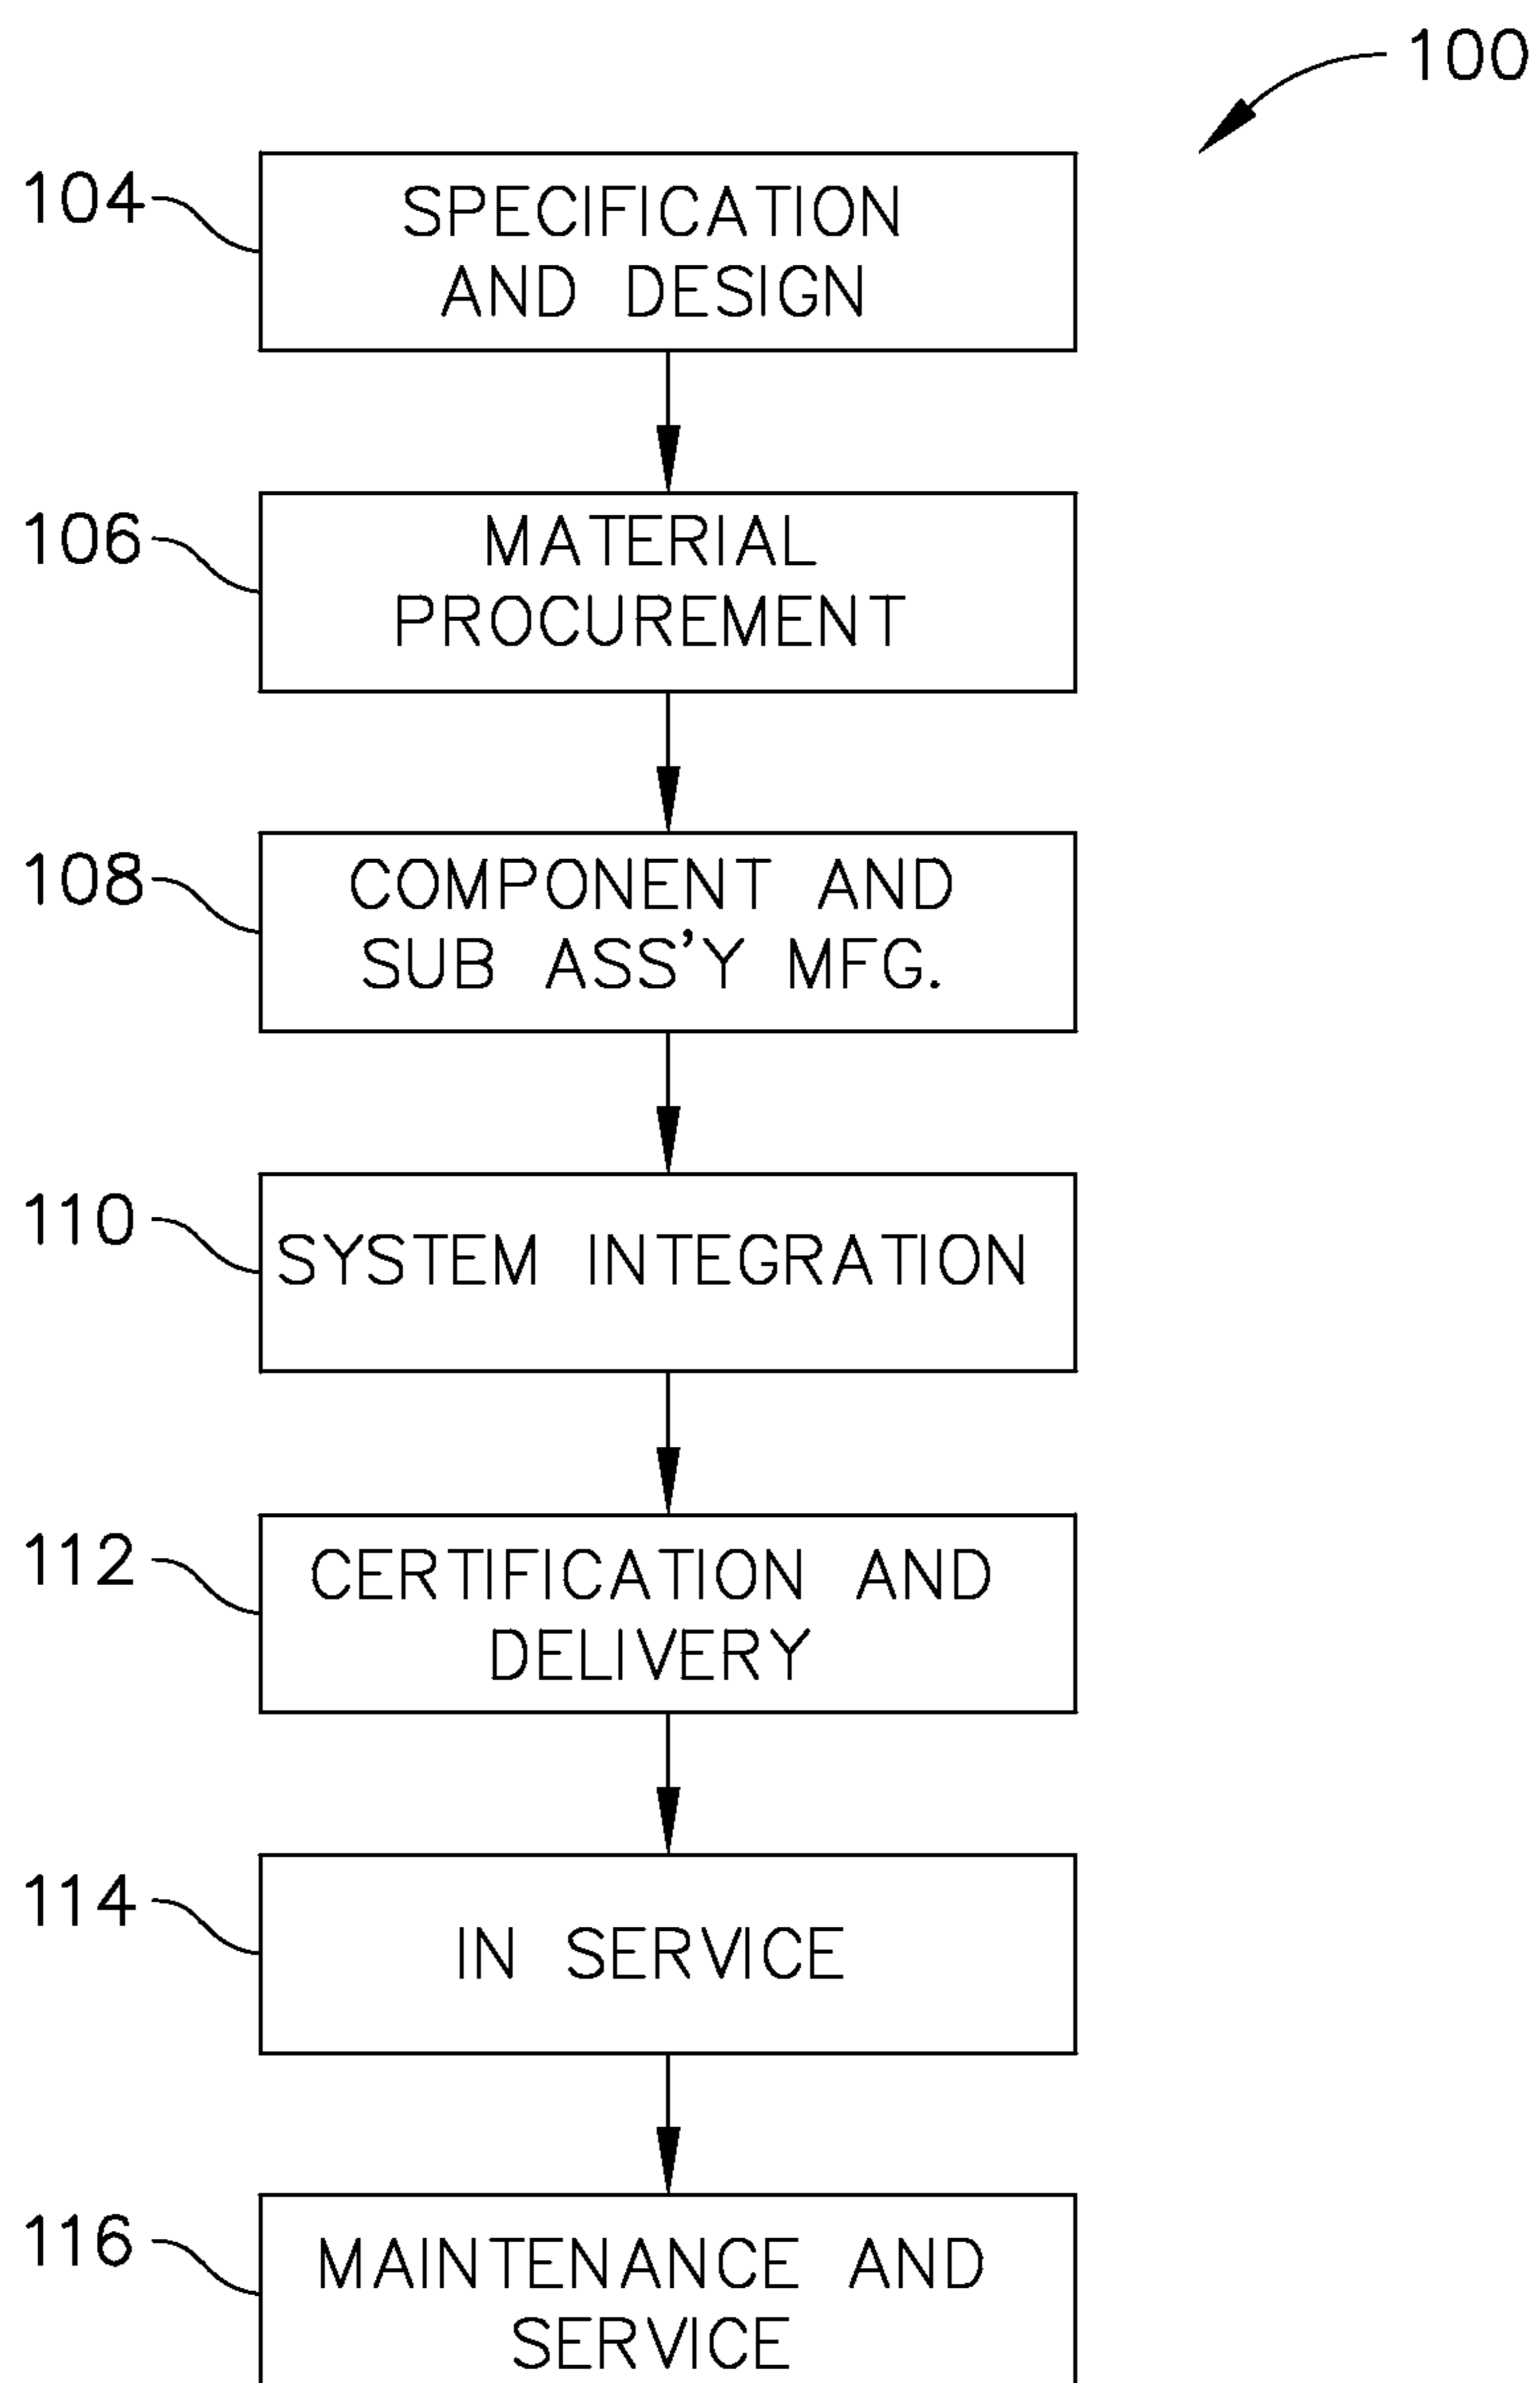 100
104
SPECIFICATION
AND DESIGN
106
MATERIAL
PROCUREMENT
108
COMPONENT AND
SUB ASS'Y MFG.
110
SYSTEM INTEGRATION
112
CERTIFICATION AND
DELIVERY
114
IN SERVICE
116
MAINTENANCE AND
SERVICE